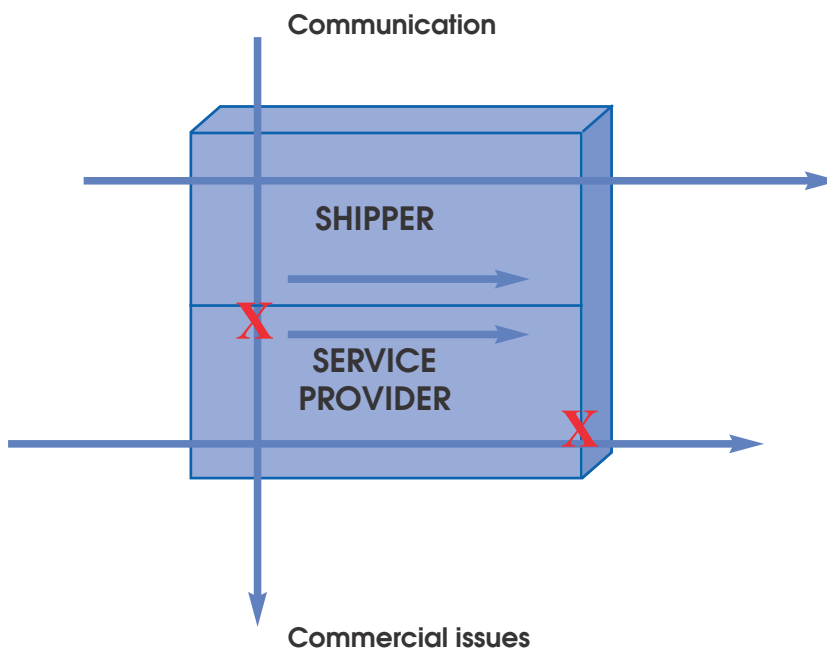 Communication
SHIPPER
X
SERVICE
PROVIDER
X
Commercial issues